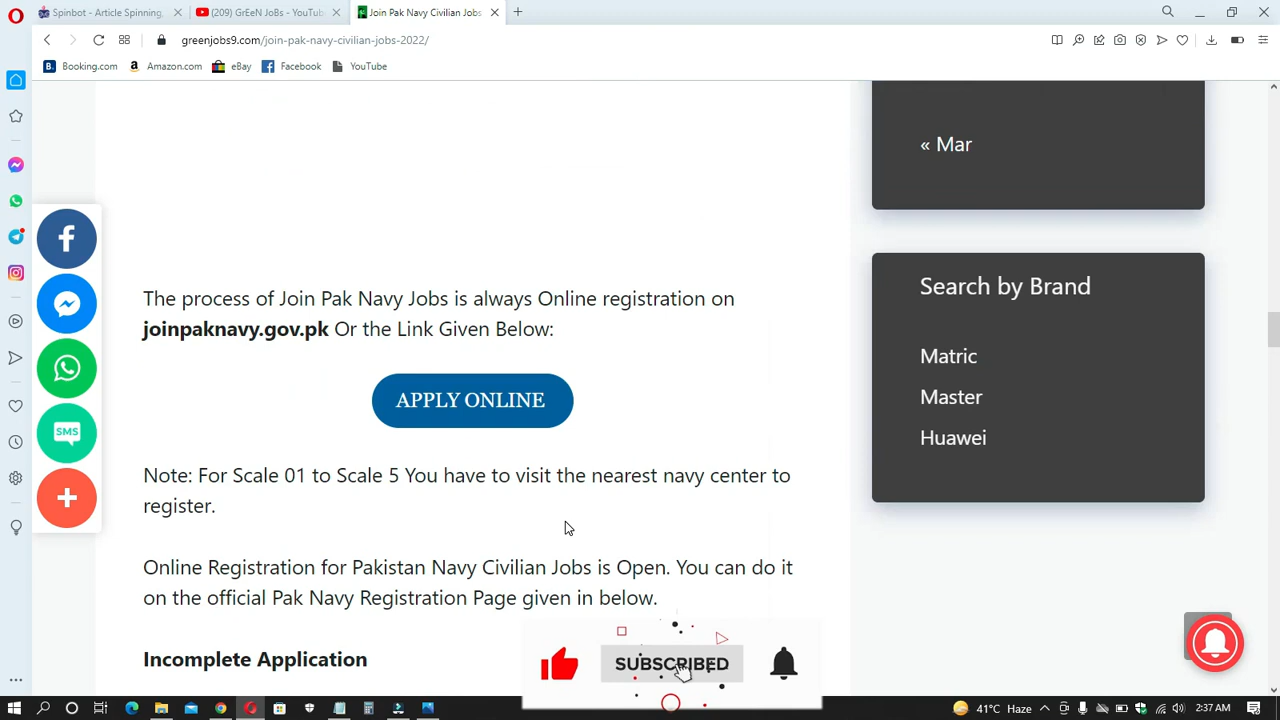 Spinbot - Article Spinning,
(209) GrEeN Jo8s - YouTube
Join Pak Navy Civilian Jobs
greenjobs9.com/join-pak-navy-civilian-jobs-2022/
B. Booking.com
Amazon.com
eBay
Facebook
YouTube
« Mar
Search by Brand
Matric
Master
Huawei
The process of Join Pak Navy Jobs is always Online registration on
joinpaknavy.gov.pk Or the Link Given Below:
APPLY ONLINE
SMS
Note: For Scale 01 to Scale 5 You have to visit the nearest navy center to
register.
Online Registration for Pakistan Navy Civilian Jobs is Open. You can do it
on the official Pak Navy Registration Page given in below.
Incomplete Application
SUBSCRIBED
41°C Haze
2:37 AM